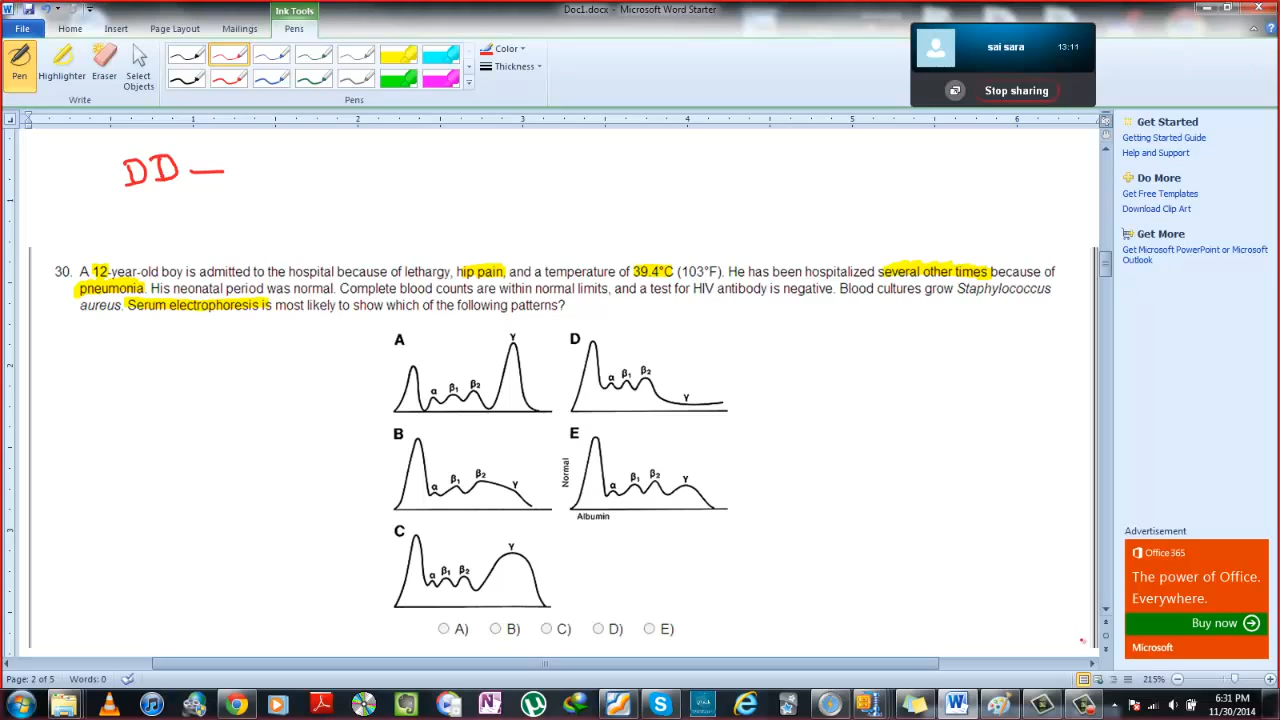 Ink Tools
Doc1.docx - Microsoft Word Starter
File Home Insert Page Layout References Mailings Pens
Pen Highlighter Eraser Select Objects
Color
Thickness
Write
Pens
sai sara 13:11
Stop sharing
1 2 3 4 5 6
DD —
30. A 12-year-old boy is admitted to the hospital because of lethargy, hip pain, and a temperature of 39.4°C (103°F). He has been hospitalized several other times because of
pneumonia. His neonatal period was normal. Complete blood counts are within normal limits, and a test for HIV antibody is negative. Blood cultures grow Staphylococcus
aureus. Serum electrophoresis is most likely to show which of the following patterns?
A α β₁ β₂ γ
D α β₁ β₂ γ
B α β₁ β₂ γ
E α β₁ β₂ γ
Normal
Albumin
C α β₁ β₂ γ
A) B) C) D) E)
Get Started
Getting Started Guide
Help and Support
Do More
Get Free Templates
Download Clip Art
Get More
Get Microsoft PowerPoint or Microsoft
Office
Advertisement
Office 365
The power of Office.
Everywhere.
Buy now
Microsoft
Page: 2 of 5 Words: 0
215%
6:31 PM
11/30/2014